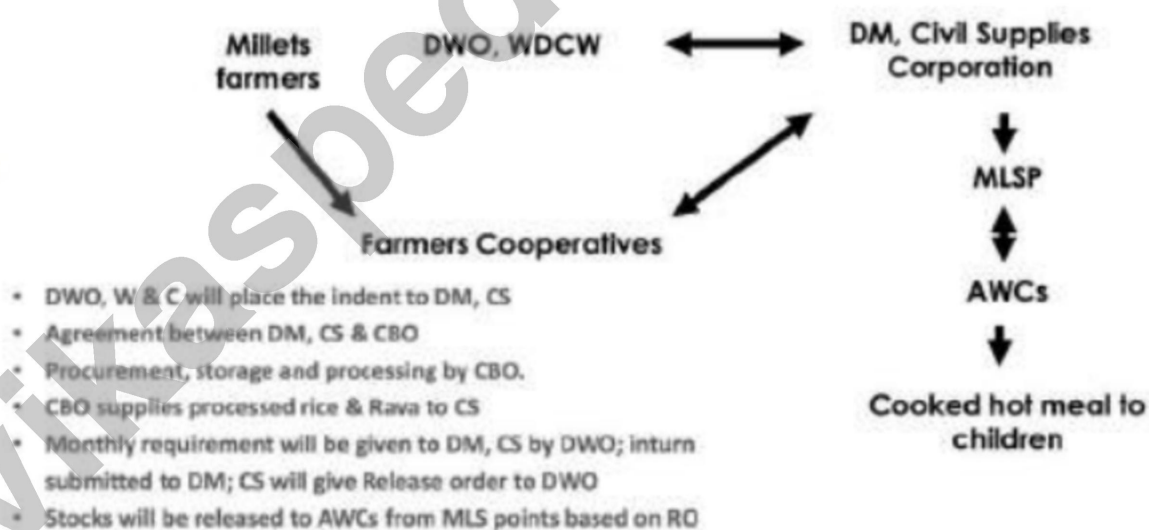 Millets
farmers
DWO, WDCW
DM, Civil Supplies
Corporation
MLSP
Farmers Cooperatives
AWCs
Cooked hot meal to
children
• DWO, W & C will place the indent to DM, CS
• Agreement between DM, CS & CBO
• Procurement, storage and processing by CBO.
• CBO supplies processed rice & Rava to CS
• Monthly requirement will be given to DM, CS by DWO; inturn
submitted to DM; CS will give Release order to DWO
• Stocks will be released to AWCs from MLS points based on RO
vikasped